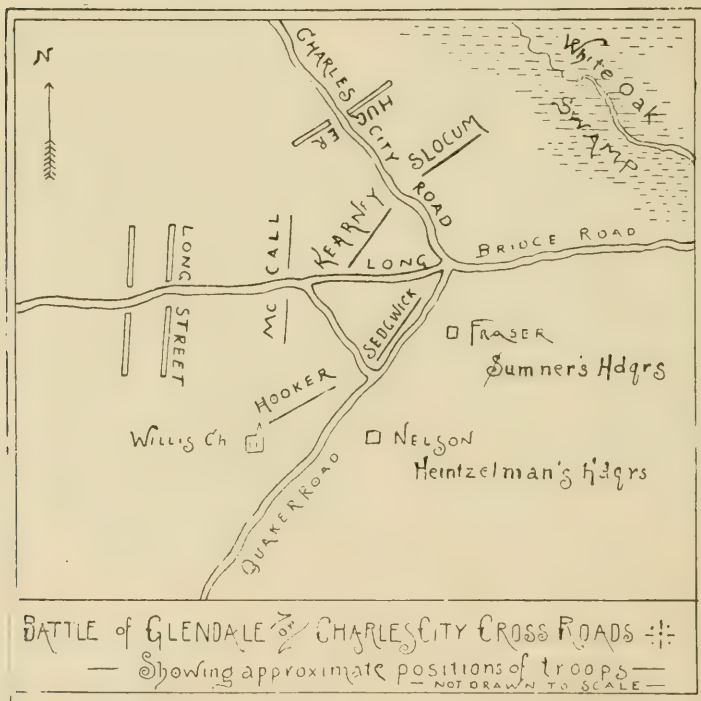 N
CHARLES CITY ROAD
HUGER
SLOCUM
White Oak
Swamp
KEARNEY
LONG BRIDGE ROAD
LONG
STREET
MC CALL
SEDGWICK
FRASER
Sumner's Hdqrs
HOOKER
WILLIS Ch
NELSON
Heintzelman's Hdqrs
QUAKER ROAD
BATTLE of GLENDALE or CHARLES CITY CROSS ROADS
Showing approximate positions of troops
NOT DRAWN TO SCALE